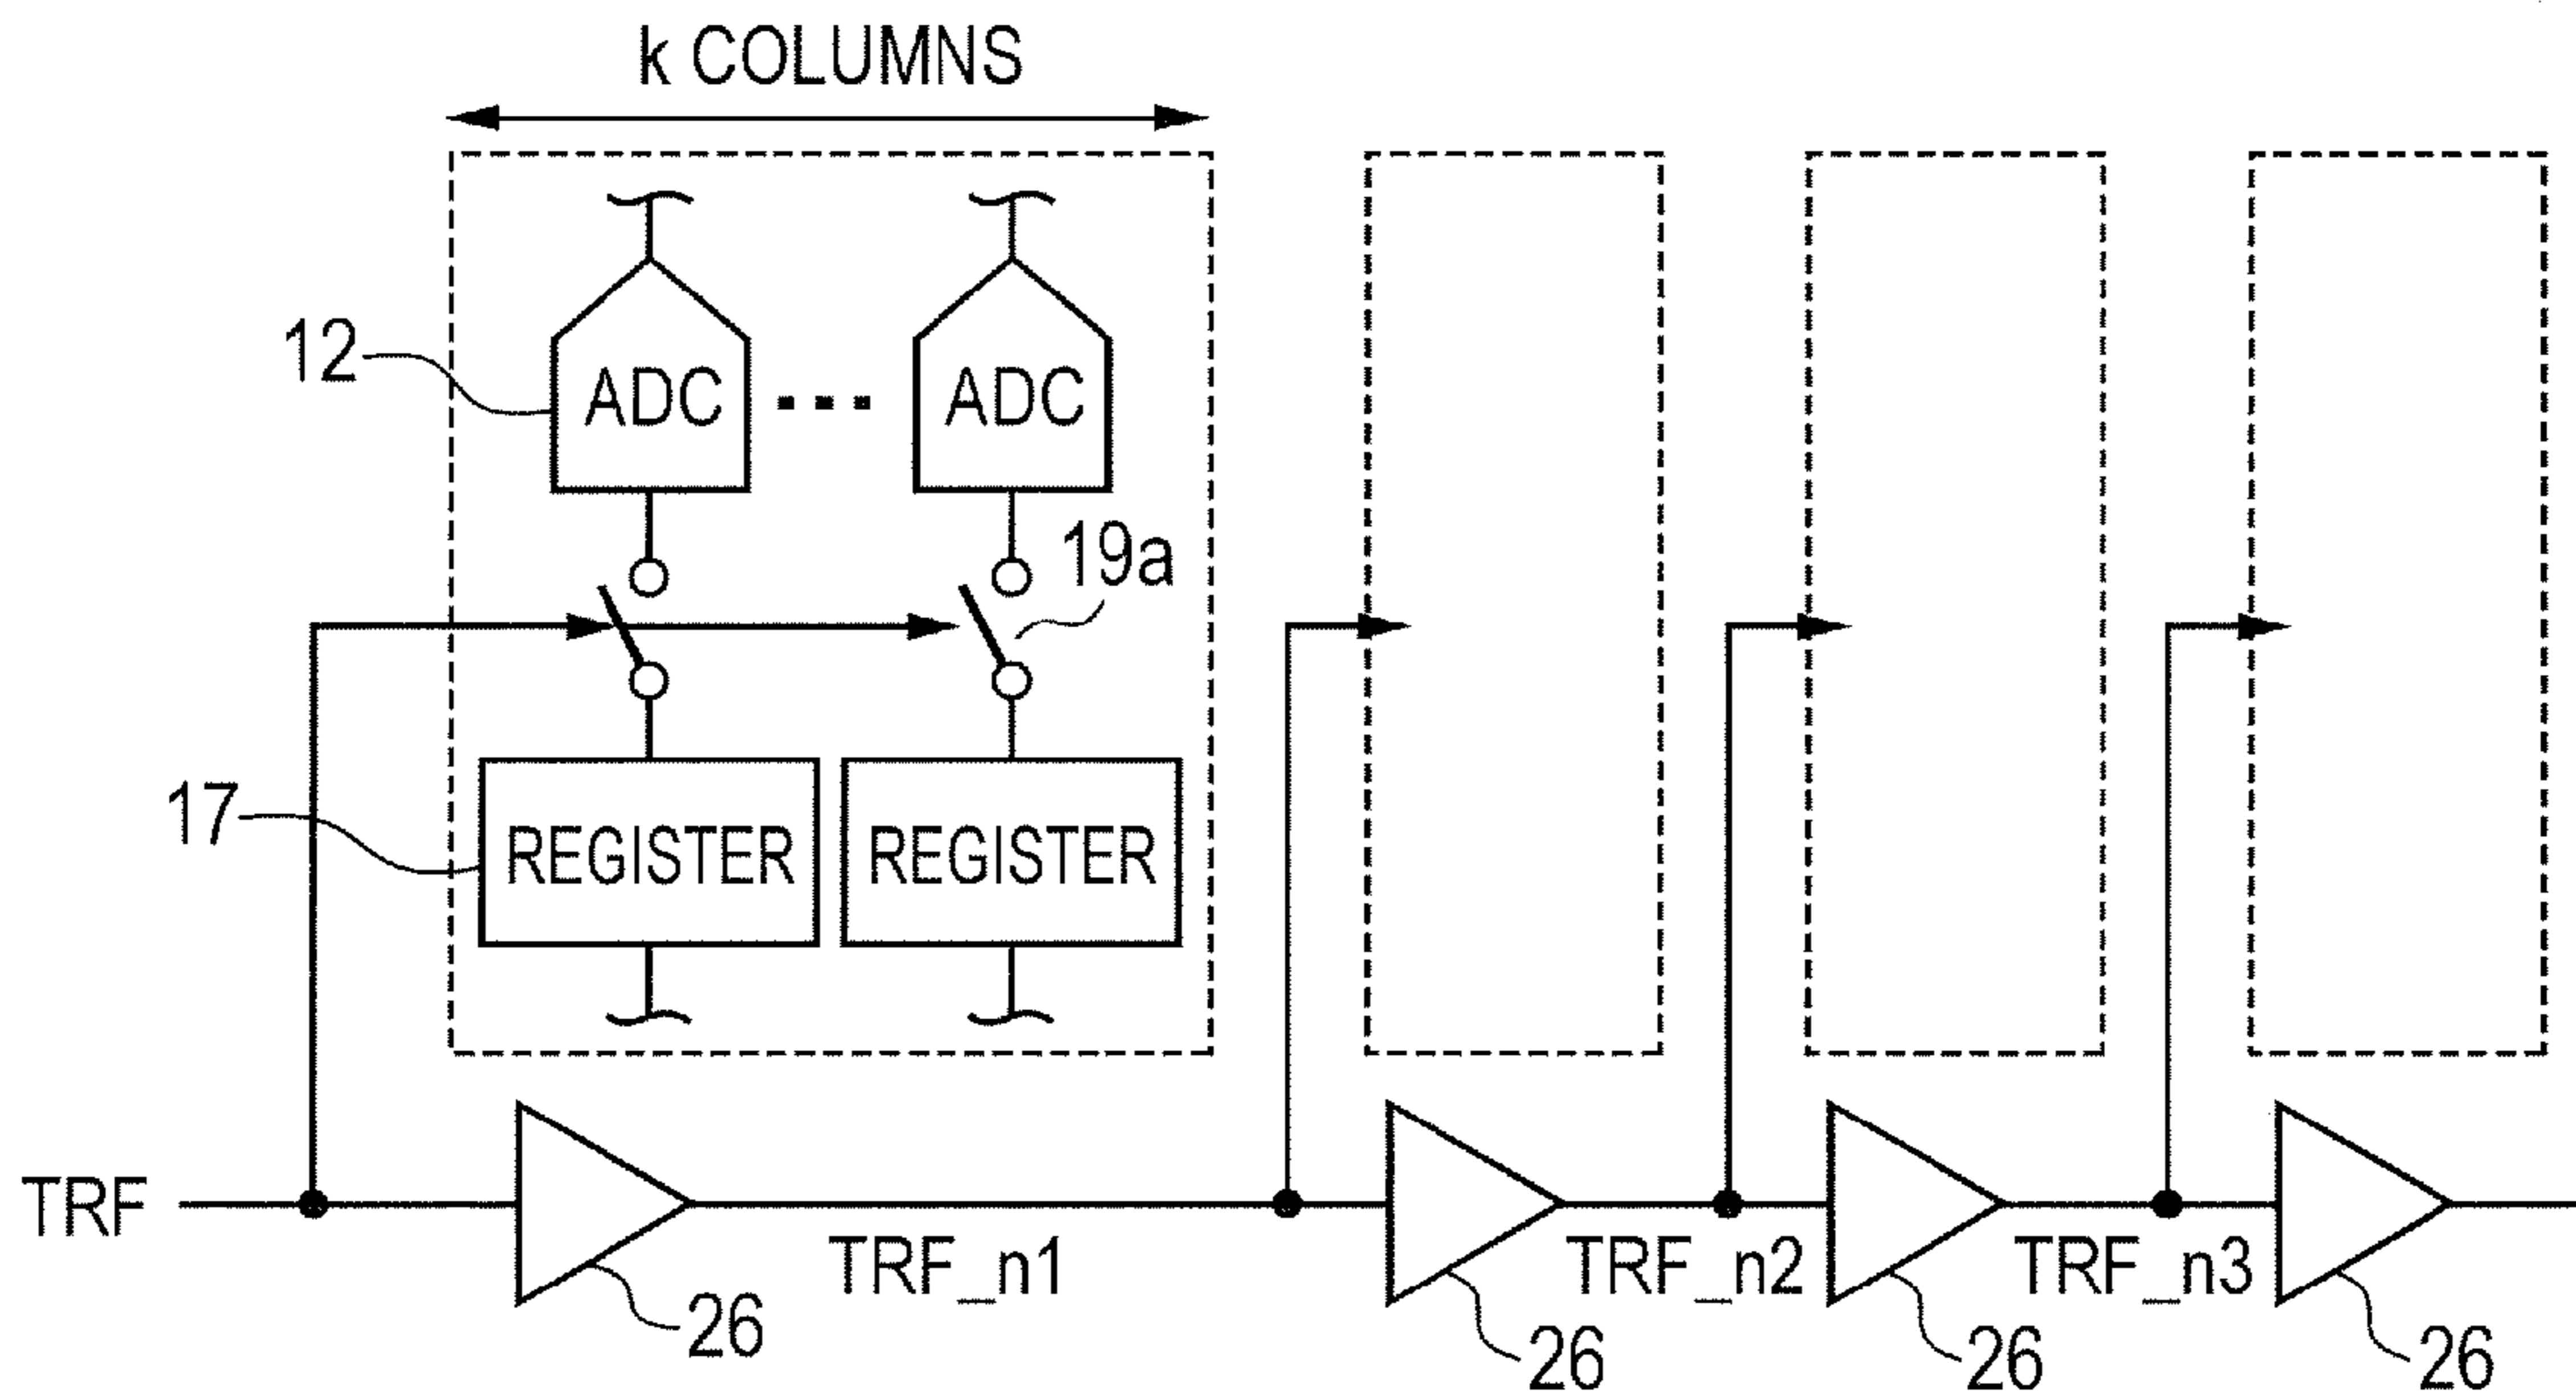 k COLUMNS
12
ADC
ADC
19a
17
REGISTER
REGISTER
TRF
TRF_n1
TRF_n2
TRF_n3
26
26
26
26